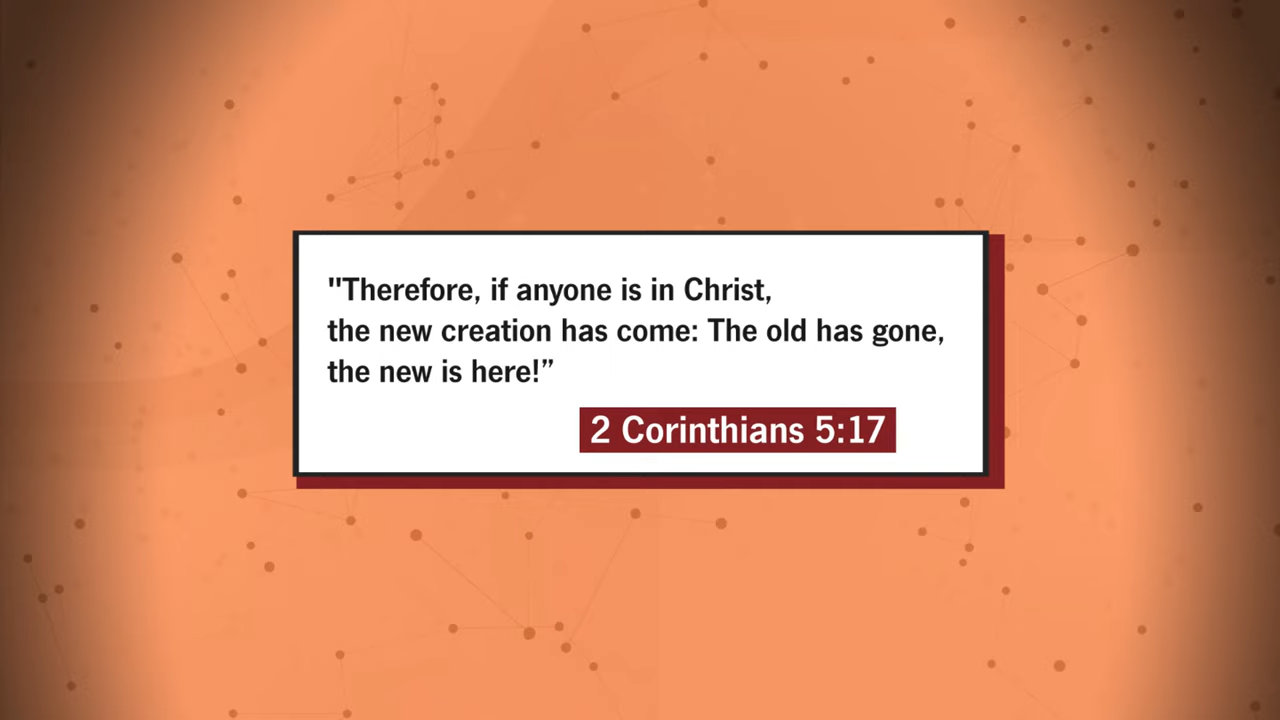 "Therefore, if anyone is in Christ,
the new creation has come: The old has gone,
the new is here!”
2 Corinthians 5:17